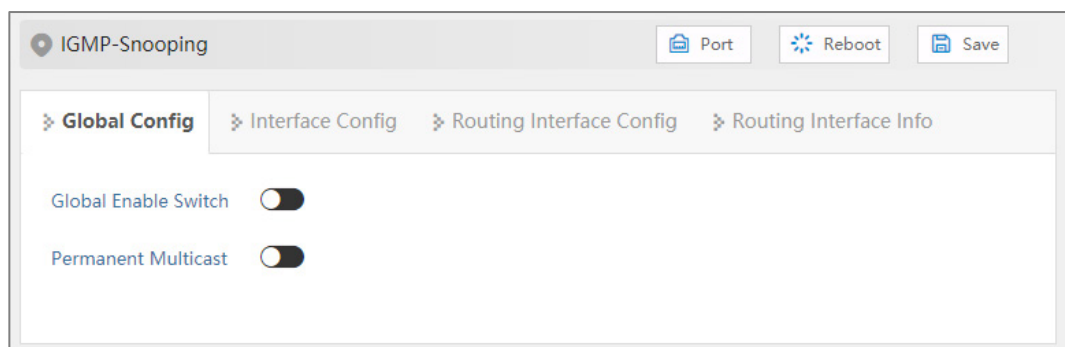 IGMP-Snooping Port Reboot Save
Global Config Interface Config Routing Interface Config Routing Interface Info
Global Enable Switch
Permanent Multicast